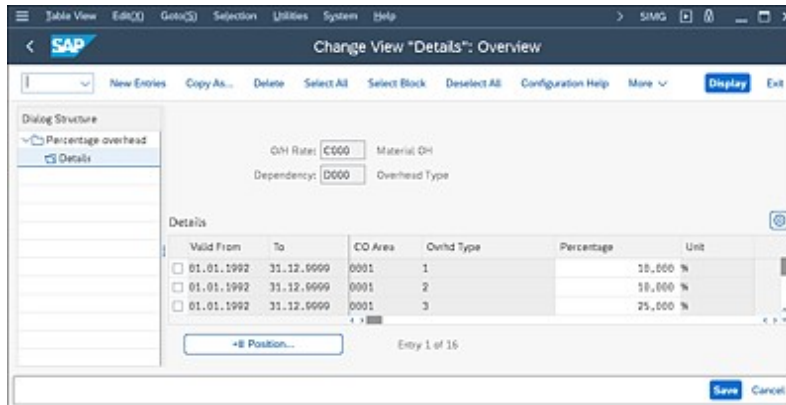 Table View Edit(X) Goto(S) Selection Utilities System Help > SIMG
SAP Change View "Details": Overview
New Entries Copy As... Delete Select All Select Block Deselect All Configuration Help More Display Exit
Dialog Structure
Percentage overhead
Details
O/H Rate: C000 Material OH
Dependency: D000 Overhead Type
Details
Valid From To CO Area Ovrhd Type Percentage Unit
01.01.1992 31.12.9999 0001 1 10,000 %
01.01.1992 31.12.9999 0001 2 10,000 %
01.01.1992 31.12.9999 0001 3 25,000 %
Position... Entry 1 of 16
Save Cancel